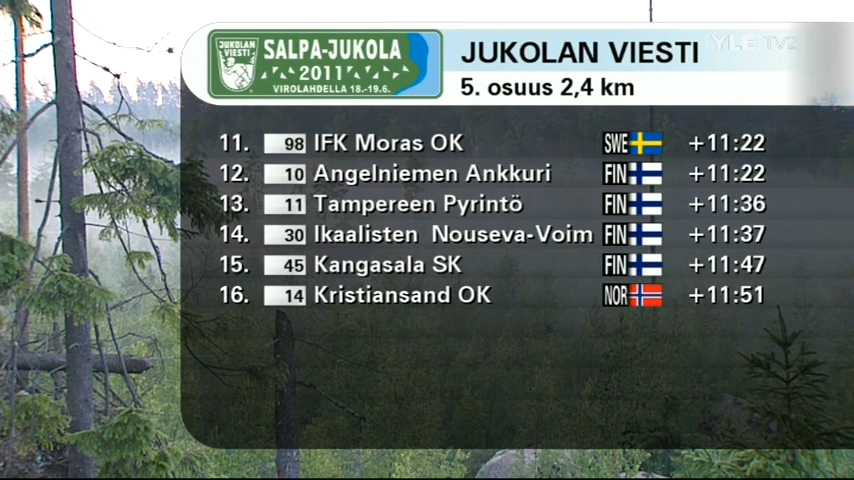 JUKOLAN
VIESTI
SALPA-JUKOLA
2011
VIROLAHDELLA 18.-19.6.
JUKOLAN VIESTI
YLE TV2
5. osuus 2,4 km
11. 98 IFK Moras OK SWE +11:22
12. 10 Angelniemen Ankkuri FIN +11:22
13. 11 Tampereen Pyrintö FIN +11:36
14. 30 Ikaalisten Nouseva-Voim FIN +11:37
15. 45 Kangasala SK FIN +11:47
16. 14 Kristiansand OK NOR +11:51